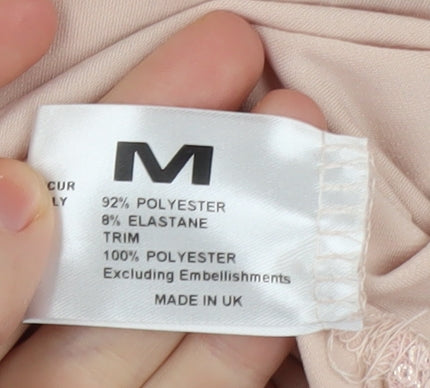 M
CUR
LY
92% POLYESTER
8% ELASTANE
TRIM
100% POLYESTER
Excluding Embellishments
MADE IN UK